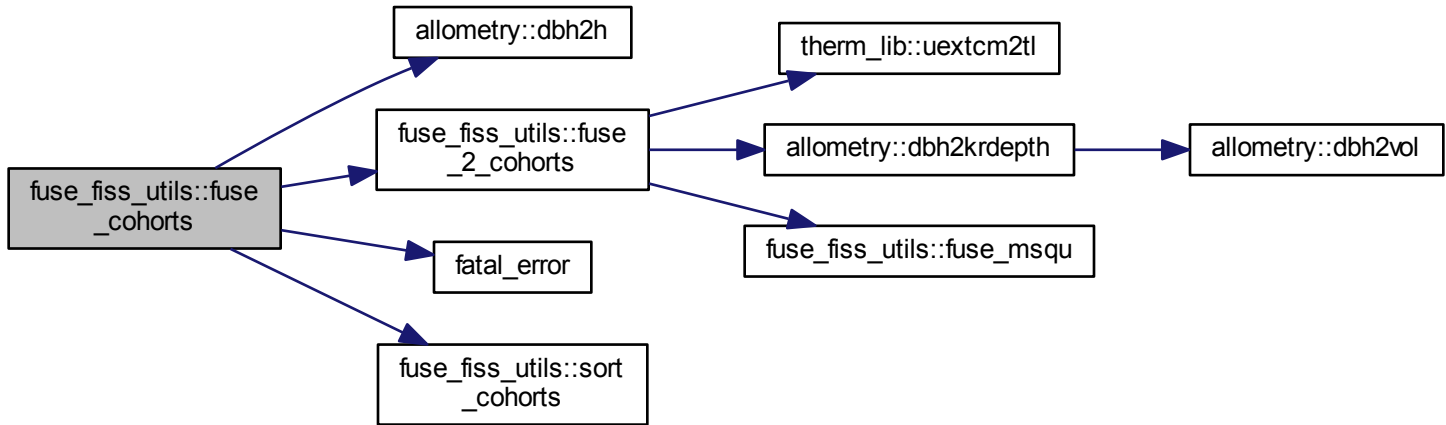 allometry::dbh2h
therm_lib::uextcm2tl
fuse_fiss_utils::fuse
_2_cohorts
allometry::dbh2krdepth
allometry::dbh2vol
fuse_fiss_utils::fuse
_cohorts
fatal_error
fuse_fiss_utils::fuse_msqu
fuse_fiss_utils::sort
_cohorts